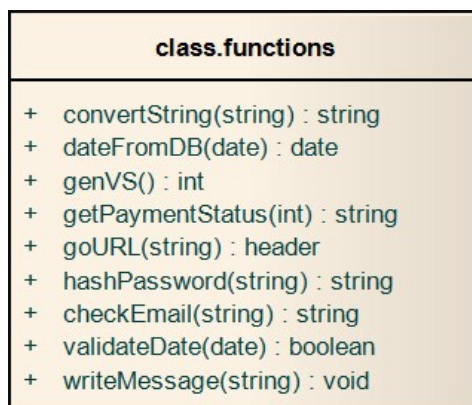 class.functions
+ convertString(string) : string
+ dateFromDB(date) : date
+ genVS() : int
+ getPaymentStatus(int) : string
+ goURL(string) : header
+ hashPassword(string) : string
+ checkEmail(string) : string
+ validateDate(date) : boolean
+ writeMessage(string) : void